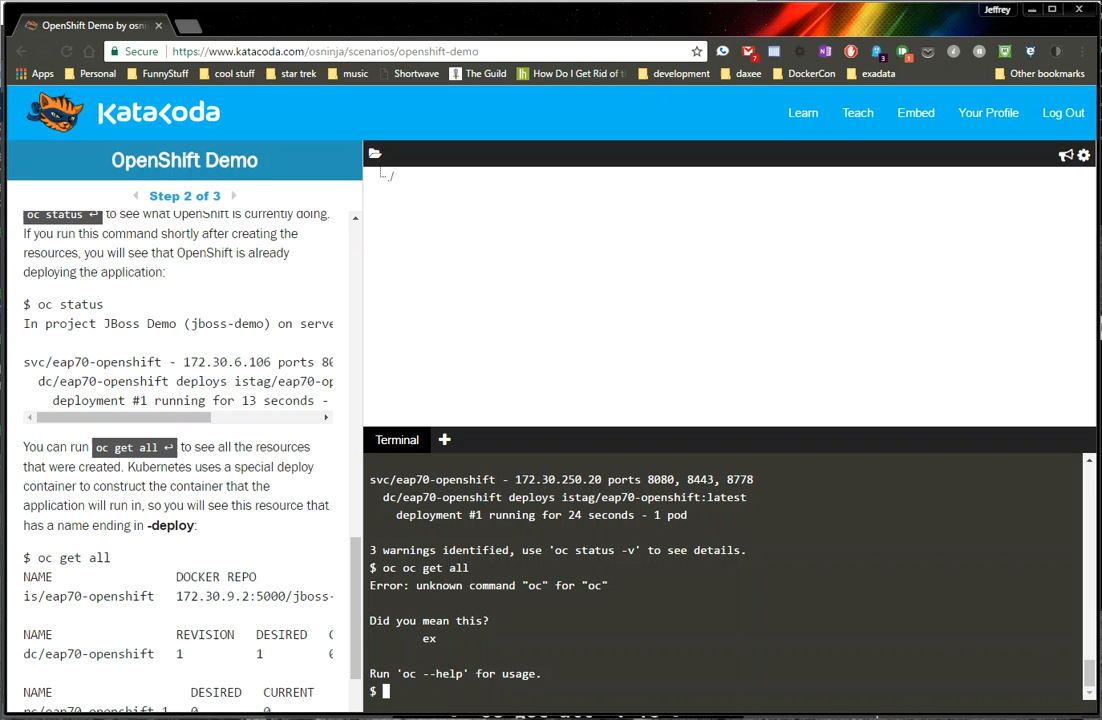 Jeffrey
OpenShift Demo by osn
Secure https://www.katacoda.com/osninja/scenarios/openshift-demo
7 3 1
Apps Personal FunnyStuff cool stuff star trek music Shortwave The Guild How Do I Get Rid of development daxee DockerCon exadata Other bookmarks
KataKoda
Learn Teach Embed Your Profile Log Out
OpenShift Demo
Step 2 of 3
oc status ↩ to see what OpenShift is currently doing.
If you run this command shortly after creating the
resources, you will see that OpenShift is already
deploying the application:
$ oc status
In project JBoss Demo (jboss-demo) on serve
svc/eap70-openshift - 172.30.6.106 ports 80
dc/eap70-openshift deploys istag/eap70-op
deployment #1 running for 13 seconds -
You can run oc get all ↩ to see all the resources
that were created. Kubernetes uses a special deploy
container to construct the container that the
application will run in, so you will see this resource that
has a name ending in -deploy:
$ oc get all
NAME DOCKER REPO
is/eap70-openshift 172.30.9.2:5000/jboss-
NAME REVISION DESIRED C
dc/eap70-openshift 1 1 0
NAME DESIRED CURRENT
./
Terminal
svc/eap70-openshift - 172.30.250.20 ports 8080, 8443, 8778
dc/eap70-openshift deploys istag/eap70-openshift:latest
deployment #1 running for 24 seconds - 1 pod
3 warnings identified, use 'oc status -v' to see details.
$ oc oc get all
Error: unknown command "oc" for "oc"
Did you mean this?
ex
Run 'oc --help' for usage.
$